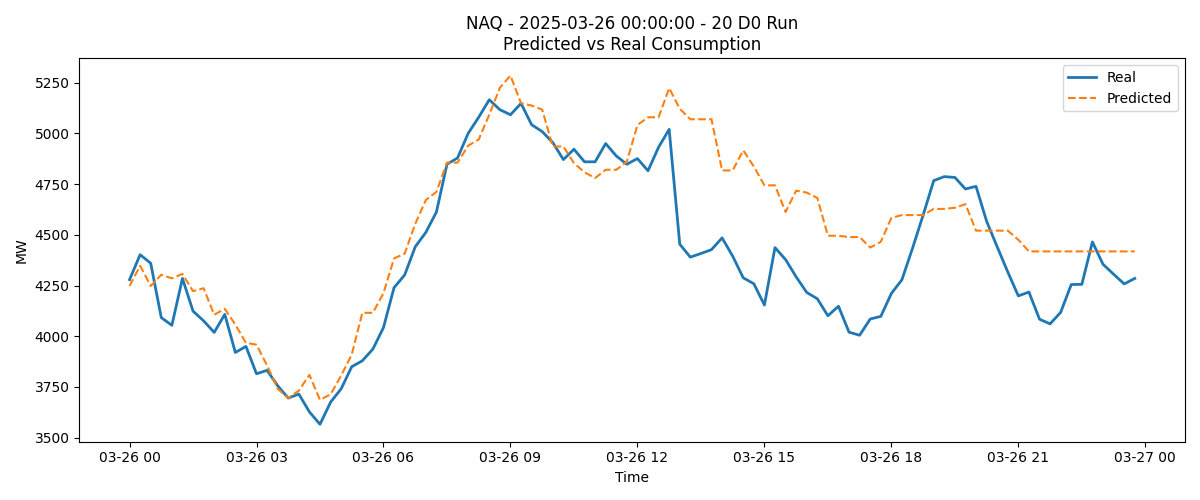 NAQ - 2025-03-26 00:00:00 - 20 D0 Run
Predicted vs Real Consumption
Real
Predicted
MW
5250
5000
4750
4500
4250
4000
3750
3500
03-26 00
03-26 03
03-26 06
03-26 09
03-26 12
03-26 15
03-26 18
03-26 21
03-27 00
Time